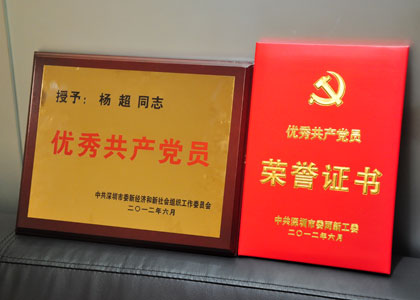 授予：杨超同志
优秀共产党员
中共深圳市委新经济和新社会组织工作委员会
二〇一二年六月
优秀共产党员
荣誉证书
中共深圳市委两新工委
二〇一二年六月